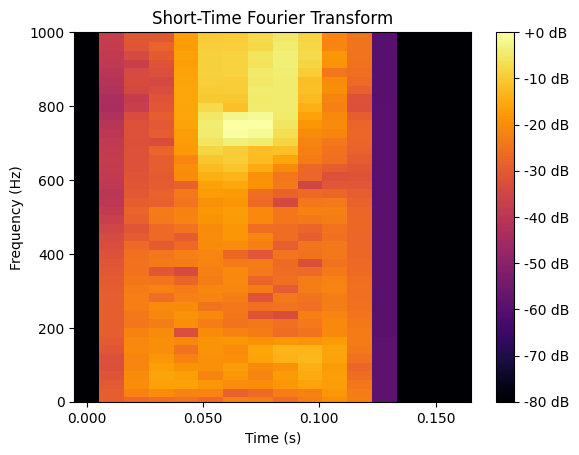 Short-Time Fourier Transform
1000
800
600
400
200
0
Frequency (Hz)
0.000
0.050
0.100
0.150
Time (s)
+0 dB
-10 dB
-20 dB
-30 dB
-40 dB
-50 dB
-60 dB
-70 dB
-80 dB